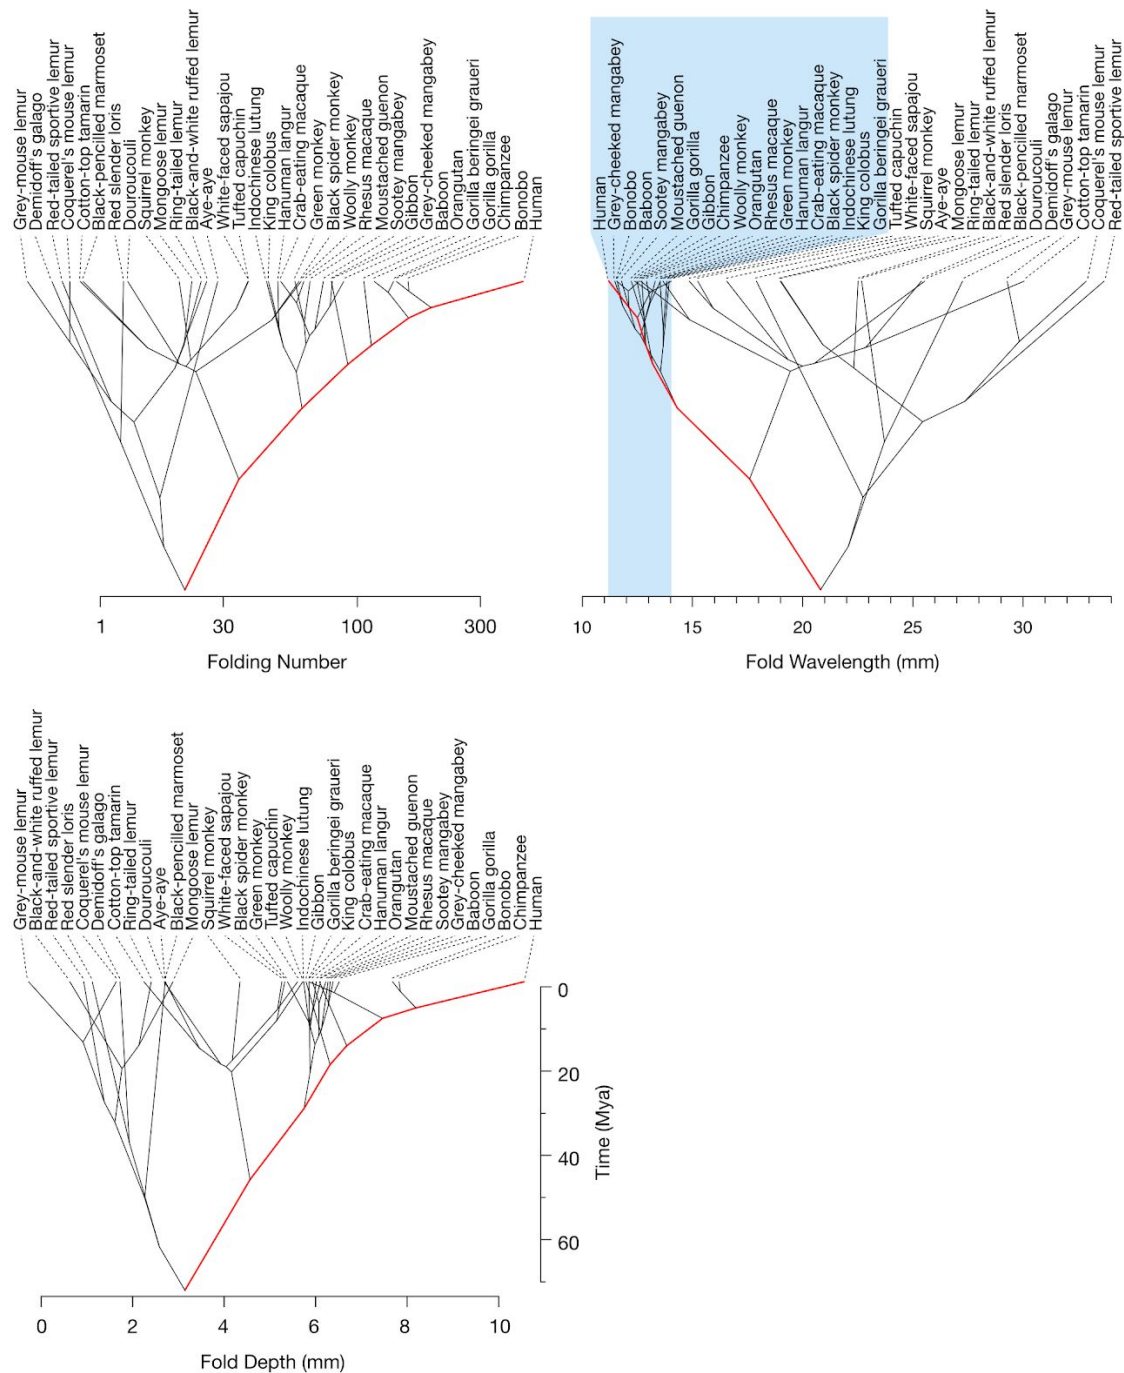 Grey-mouse lemur
Demidoff's galago
Red-tailed sportive lemur
Coquerel's mouse lemur
Cotton-top tamarin
Black-pencilled marmoset
Red slender loris
Douroucouli
Squirrel monkey
Mongoose lemur
Ring-tailed lemur
Black-and-white ruffed lemur
Aye-aye
White-faced sapajou
Tufted capuchin
Indochinese lutung
King colobus
Hanuman langur
Crab-eating macaque
Green monkey
Black spider monkey
Woolly monkey
Rhesus macaque
Moustached guenon
Sootey mangabey
Gibbon
Grey-cheeked mangabey
Baboon
Orangutan
Gorilla beringei graueri
Gorilla gorilla
Chimpanzee
Bonobo
Human
1 30 100 300
Folding Number
Human
Grey-cheeked mangabey
Bonobo
Baboon
Sootey mangabey
Moustached guenon
Gorilla gorilla
Gibbon
Chimpanzee
Woolly monkey
Orangutan
Rhesus macaque
Green monkey
Hanuman langur
Crab-eating macaque
Black spider monkey
Indochinese lutung
King colobus
Gorilla beringei graueri
Tufted capuchin
White-faced sapajou
Squirrel monkey
Aye-aye
Mongoose lemur
Ring-tailed lemur
Black-and-white ruffed lemur
Red slender loris
Black-pencilled marmoset
Douroucouli
Demidoff's galago
Grey-mouse lemur
Cotton-top tamarin
Coquerel's mouse lemur
Red-tailed sportive lemur
10 15 20 25 30
Fold Wavelength (mm)
Grey-mouse lemur
Black-and-white ruffed lemur
Red-tailed sportive lemur
Red slender loris
Coquerel's mouse lemur
Demidoff's galago
Cotton-top tamarin
Ring-tailed lemur
Douroucouli
Aye-aye
Black-pencilled marmoset
Mongoose lemur
Squirrel monkey
White-faced sapajou
Black spider monkey
Green monkey
Tufted capuchin
Woolly monkey
Indochinese lutung
Gibbon
Gorilla beringei graueri
King colobus
Crab-eating macaque
Hanuman langur
Orangutan
Moustached guenon
Rhesus macaque
Sootey mangabey
Grey-cheeked mangabey
Baboon
Gorilla gorilla
Bonobo
Chimpanzee
Human
0
20
40
60
Time (Mya)
0 2 4 6 8 10
Fold Depth (mm)